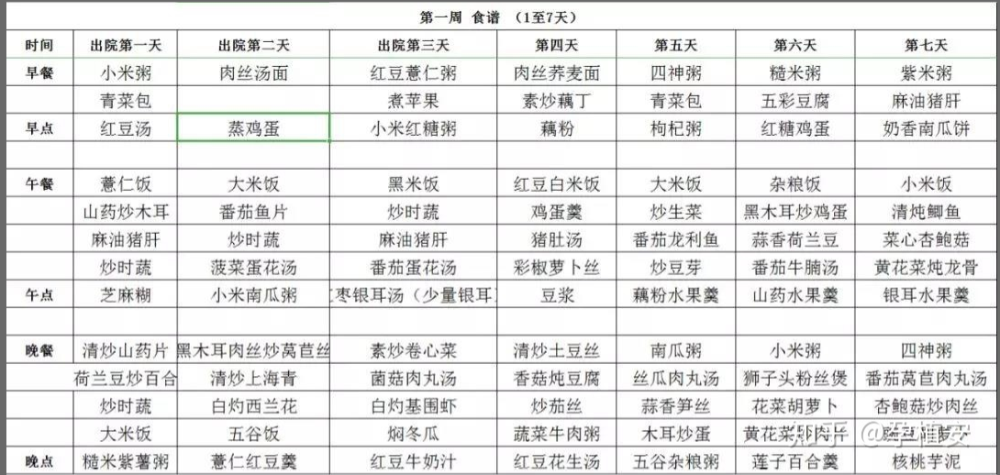 第一周 食谱 （1至7天）
时间 出院第一天 出院第二天 出院第三天 第四天 第五天 第六天 第七天
早餐 小米粥 肉丝汤面 红豆薏仁粥 肉丝荞麦面 四神粥 糙米粥 紫米粥
青菜包 煮苹果 素炒藕丁 青菜包 五彩豆腐 麻油猪肝
早点 红豆汤 蒸鸡蛋 小米红糖粥 藕粉 枸杞粥 红糖鸡蛋 奶香南瓜饼
午餐 薏仁饭 大米饭 黑米饭 红豆白米饭 大米饭 杂粮饭 小米饭
山药炒木耳 番茄鱼片 炒时蔬 鸡蛋羹 炒生菜 黑木耳炒鸡蛋 清炖鲫鱼
麻油猪肝 炒时蔬 麻油猪肝 猪肚汤 番茄龙利鱼 蒜香荷兰豆 菜心杏鲍菇
炒时蔬 菠菜蛋花汤 番茄蛋花汤 彩椒萝卜丝 炒豆芽 番茄牛腩汤 黄花菜炖龙骨
午点 芝麻糊 小米南瓜粥 枣银耳汤（少量银耳） 豆浆 藕粉水果羹 山药水果羹 银耳水果羹
晚餐 清炒山药片 黑木耳肉丝炒莴苣丝 素炒卷心菜 清炒土豆丝 南瓜粥 小米粥 四神粥
荷兰豆炒百合 清炒上海青 菌菇肉丸汤 香菇炖豆腐 丝瓜肉丸汤 狮子头粉丝煲 番茄莴苣肉丸汤
炒时蔬 白灼西兰花 白灼基围虾 炒茄丝 蒜香笋丝 花菜胡萝卜 杏鲍菇炒肉丝
大米饭 五谷饭 焖冬瓜 蔬菜牛肉粥 木耳炒蛋 黄花菜炒肉片
晚点 糙米紫薯粥 薏仁红豆羹 红豆牛奶汁 红豆花生汤 五谷杂粮粥 莲子百合羹 核桃芋泥
知乎 @孕植安